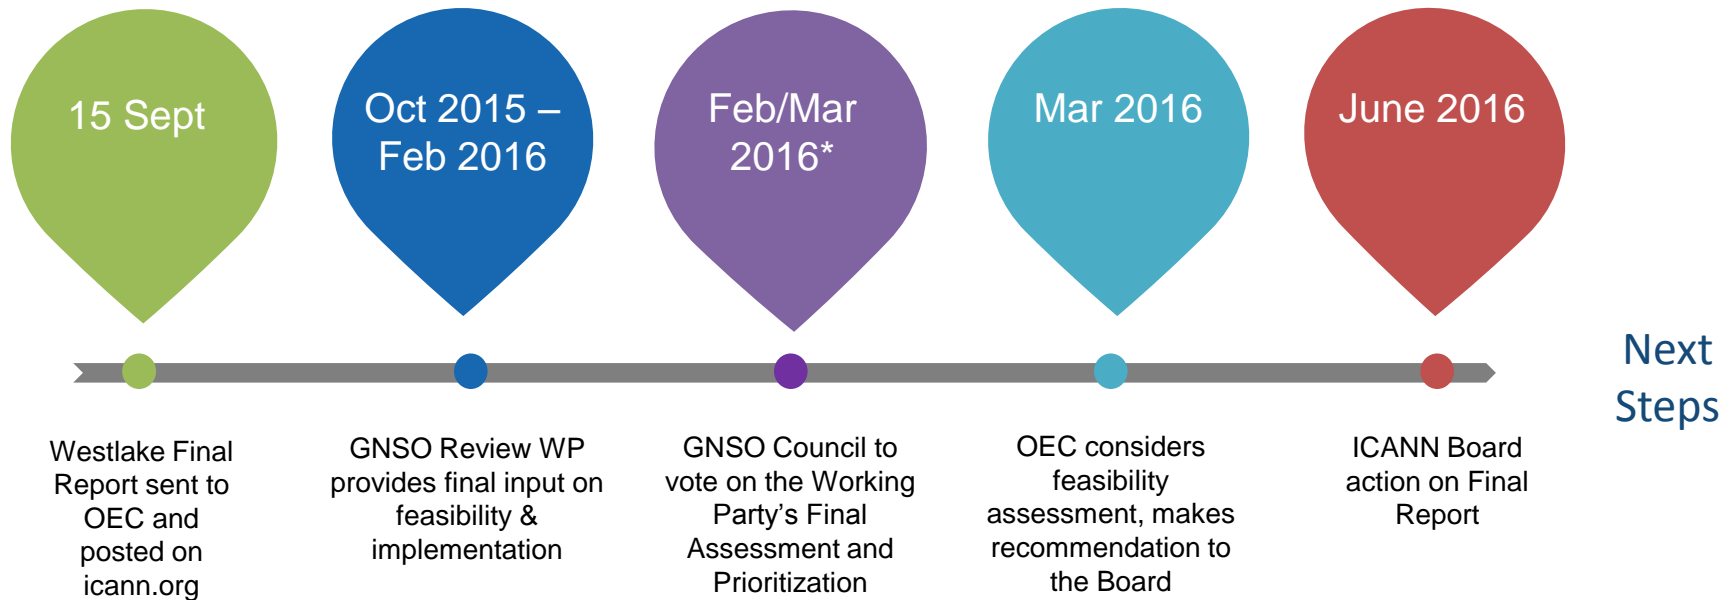 15 Sept
Oct 2015 –
Feb 2016
Feb/Mar
2016*
Mar 2016
June 2016
Next
Steps
Westlake Final
Report sent to
OEC and
posted on
icann.org
GNSO Review WP
provides final input on
feasibility &
implementation
GNSO Council to
vote on the Working
Party’s Final
Assessment and
Prioritization
OEC considers
feasibility
assessment, makes
recommendation to
the Board
ICANN Board
action on Final
Report